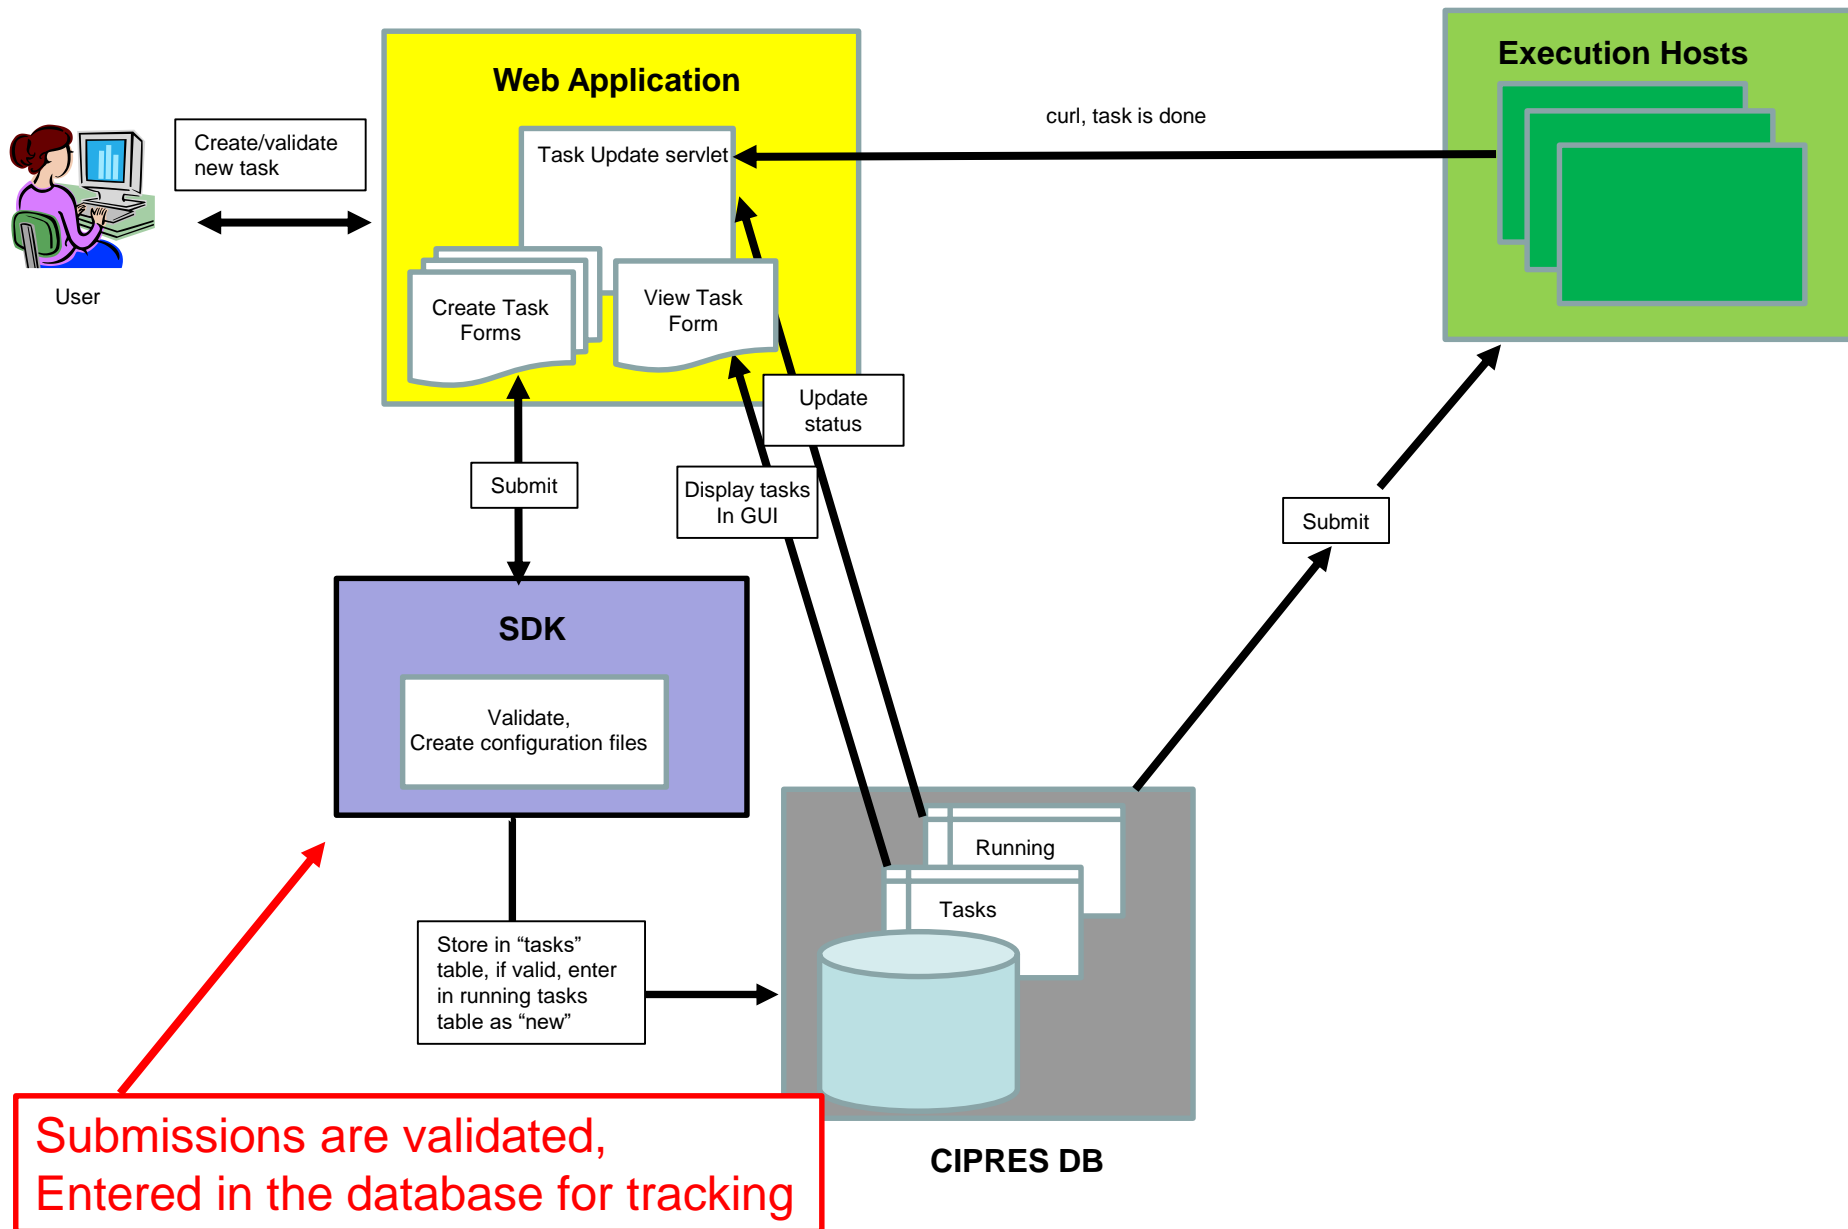 Web Application
Execution Hosts
Create/validate
new task
Task Update servlet
curl, task is done
User
Create Task
Forms
View Task
Form
Update
status
Submit
Display tasks
In GUI
Submit
SDK
Validate,
Create configuration files
Running
Tasks
Store in “tasks”
table, if valid, enter
in running tasks
table as “new”
Submissions are validated,
Entered in the database for tracking
CIPRES DB